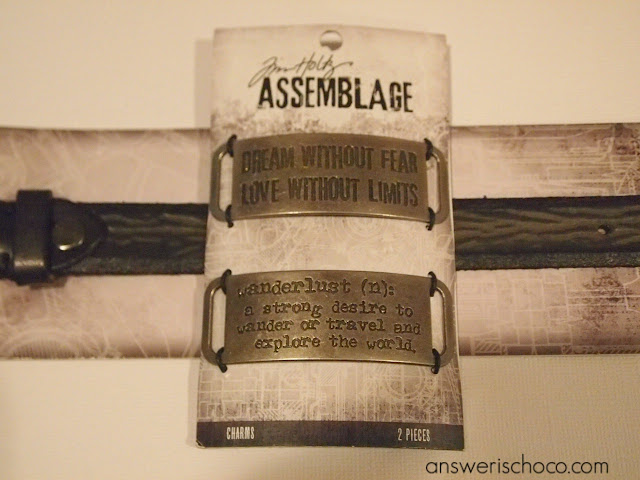 Tim Holtz
ASSEMBLAGE
DREAM WITHOUT FEAR
LOVE WITHOUT LIMITS
wanderlust (n):
a strong desire to
wander or travel and
explore the world.
CHARMS 2 PIECES
answerischoco.com